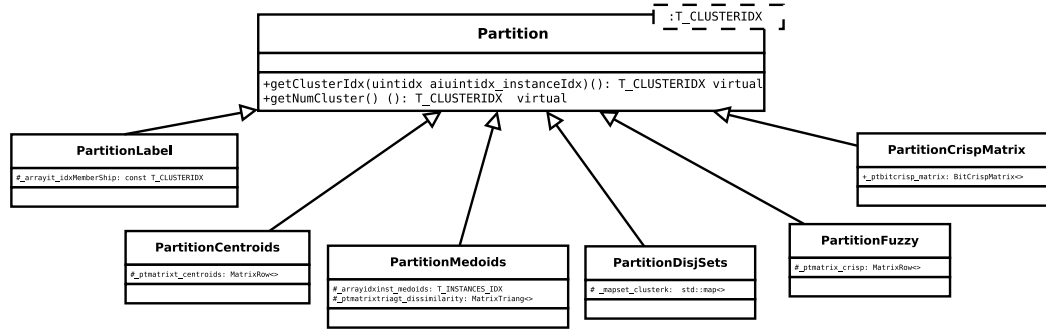 :T_CLUSTERIDX
Partition
+getClusterIdx(uintidx aiuintidx_instanceIdx)(): T_CLUSTERIDX virtual
+getNumCluster() (): T_CLUSTERIDX virtual
PartitionLabel
#_arrayit_idxMemberShip: const T_CLUSTERIDX
PartitionCrispMatrix
+_ptbitcrisp_matrix: BitCrispMatrix<>
PartitionCentroids
#_ptmatrixt_centroids: MatrixRow<>
PartitionMedoids
#_arrayidxinst_medoids: T_INSTANCES_IDX
#_ptmatrixtriagt_dissimilarity: MatrixTriang<>
PartitionDisjSets
# _mapset_clusterk: std::map<>
PartitionFuzzy
#_ptmatrix_crisp: MatrixRow<>